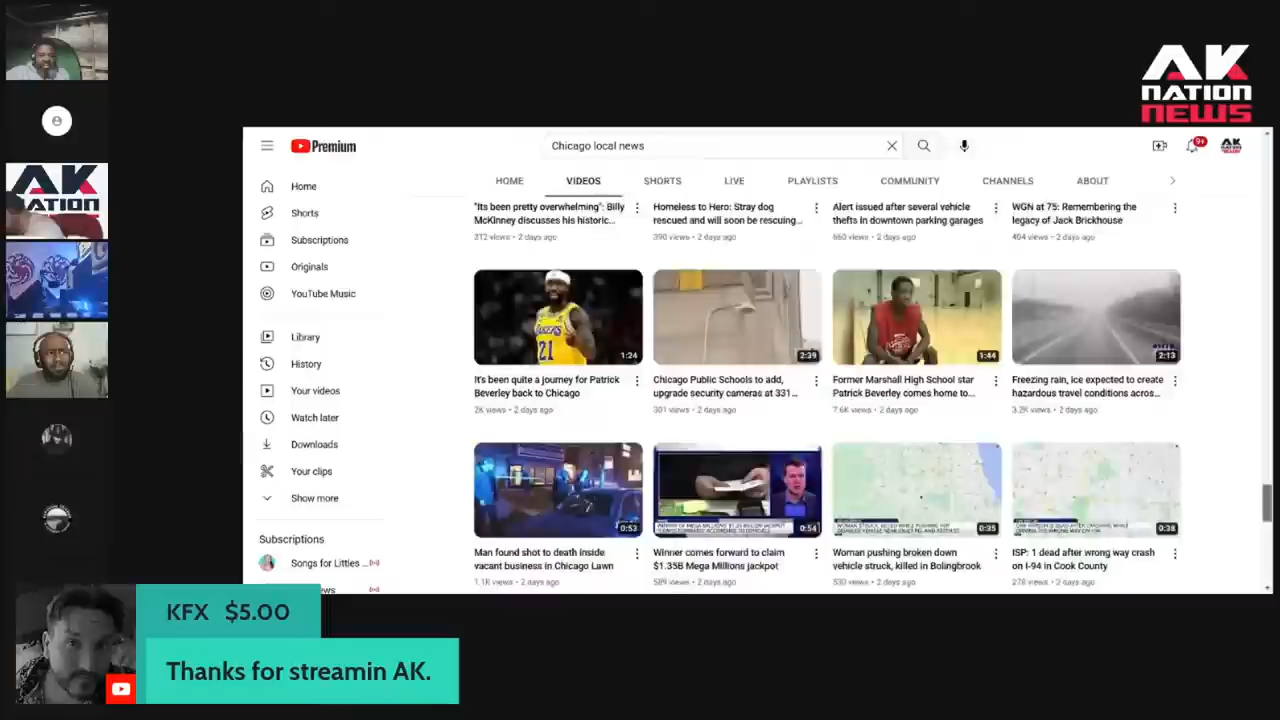 AK
NATION
NEWS
AK
NATION
Premium
Chicago local news
9+
HOME
VIDEOS
SHORTS
LIVE
PLAYLISTS
COMMUNITY
CHANNELS
ABOUT
Home
Shorts
Subscriptions
Originals
YouTube Music
Library
History
Your videos
Watch later
Downloads
Your clips
Show more
Subscriptions
Songs for Littles ...
"Its been pretty overwhelming": Billy
McKinney discusses his historic...
212 views • 2 days ago
Homeless to Hero: Stray dog
rescued and will soon be rescuing...
390 views • 2 days ago
Alert issued after several vehicle
thefts in downtown parking garages
660 views • 2 days ago
WGN at 75: Remembering the
legacy of Jack Brickhouse
404 views • 2 days ago
21
1:24
It's been quite a journey for Patrick
Beverley back to Chicago
2K views • 2 days ago
2:39
Chicago Public Schools to add,
upgrade security cameras at 331...
301 views • 2 days ago
1:44
Former Marshall High School star
Patrick Beverley comes home to...
7.6K views • 2 days ago
2:13
Freezing rain, ice expected to create
hazardous travel conditions acros...
3.2K views • 2 days ago
0:53
Man found shot to death inside
vacant business in Chicago Lawn
1.1K views • 2 days ago
0:54
Winner comes forward to claim
$1.35B Mega Millions jackpot
589 views • 2 days ago
0:35
Woman pushing broken down
vehicle struck, killed in Bolingbrook
530 views • 2 days ago
0:38
ISP: 1 dead after wrong way crash
on I-94 in Cook County
278 views • 2 days ago
KFX $5.00
Thanks for streamin AK.